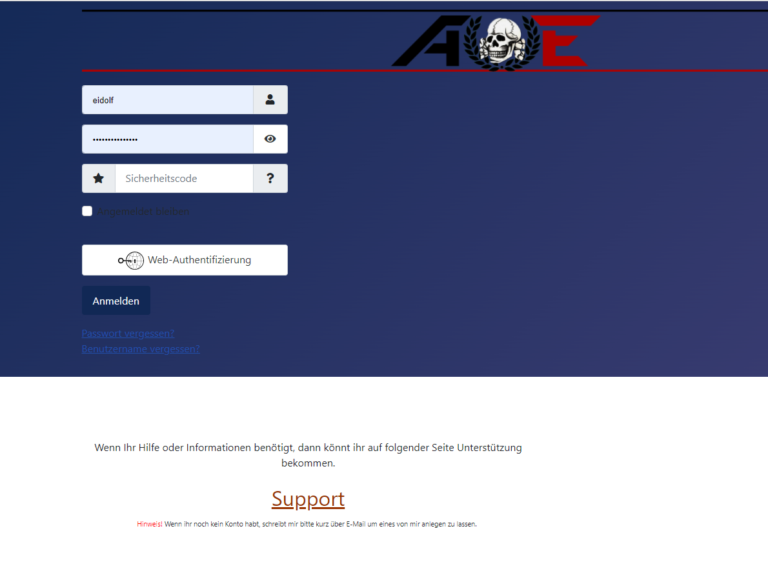 A E
eidolf
•••••••••••••••
Sicherheitscode
?
Angemeldet bleiben
Web-Authentifizierung
Anmelden
Passwort vergessen?
Benutzername vergessen?
Wenn Ihr Hilfe oder Informationen benötigt, dann könnt ihr auf folgender Seite Unterstützung
bekommen.
Support
Hinweis! Wenn ihr noch kein Konto habt, schreibt mir bitte kurz über E-Mail um eines von mir anlegen zu lassen.